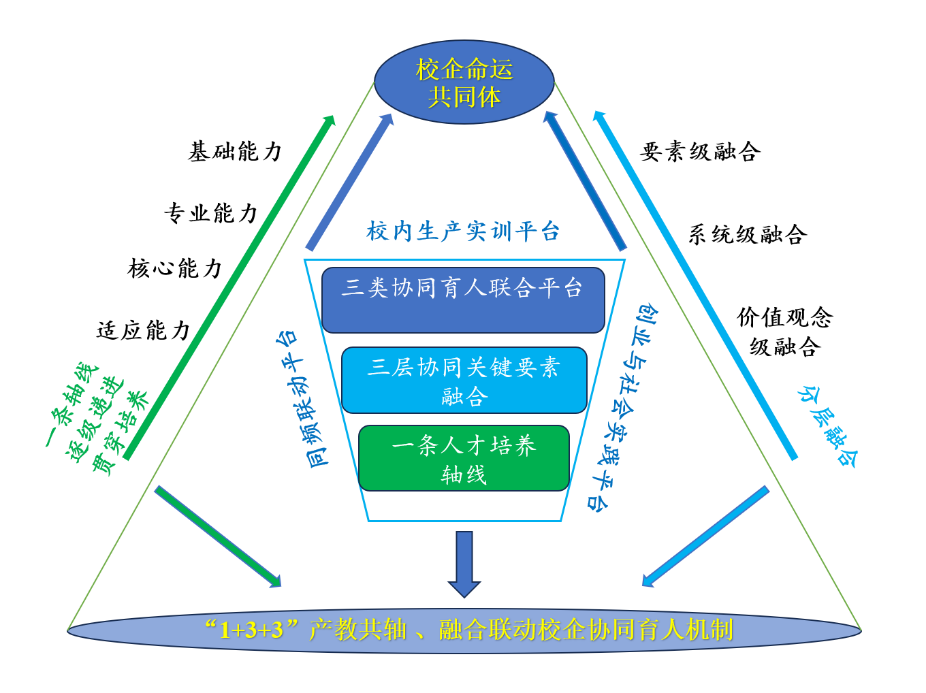 校企命运
共同体
基础能力
专业能力
核心能力
适应能力
一条轴线
逐级递进
贯穿培养
要素级融合
系统级融合
价值观念
级融合
分层融合
校内生产实训平台
同频联动平台
创业与社会实践平台
三类协同育人联合平台
三层协同关键要素
融合
一条人才培养
轴线
“1+3+3”产教共轴、融合联动校企协同育人机制